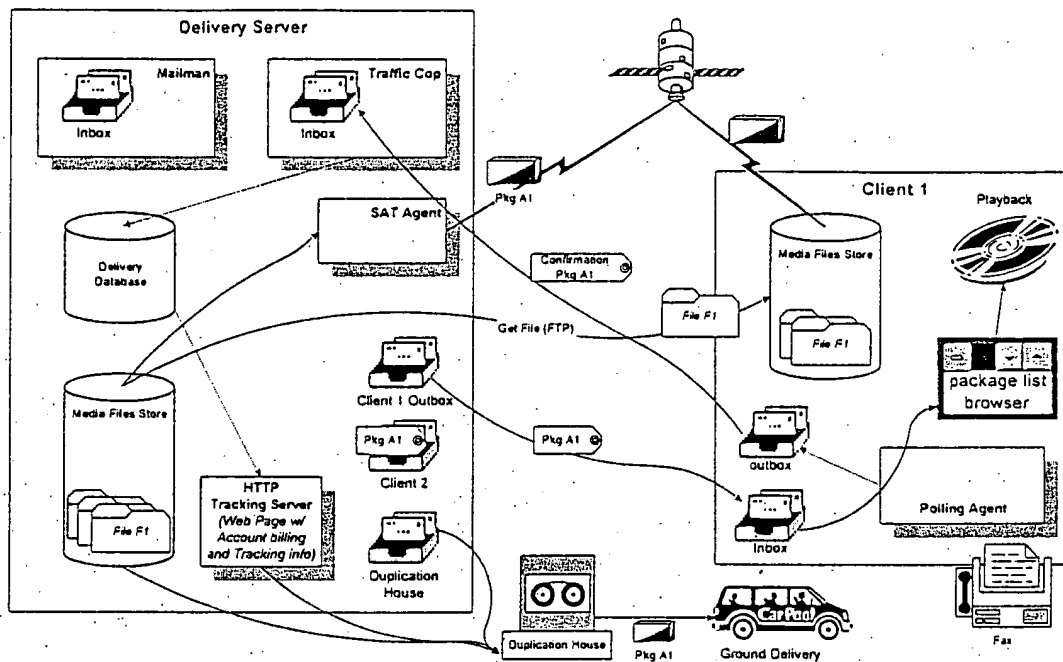 Delivery Server
Mailman
Inbox
Traffic Cop
Inbox
Pkg A1
Client 1
Playback
SAT Agent
Media Files Store
Delivery
Database
Confirmation
Pkg A1
File F1
File F1
Get File (FTP)
package list
browser
Client 1 Outbox
Media Files Store
Pkg A1
Client 2
Pkg A1
outbox
HTTP
Tracking Server
(Web Page w/
Account billing
and Tracking info)
File F1
Polling Agent
Inbox
Duplication
House
CarPool
Duplication House
Pkg A1
Ground Delivery
Fax